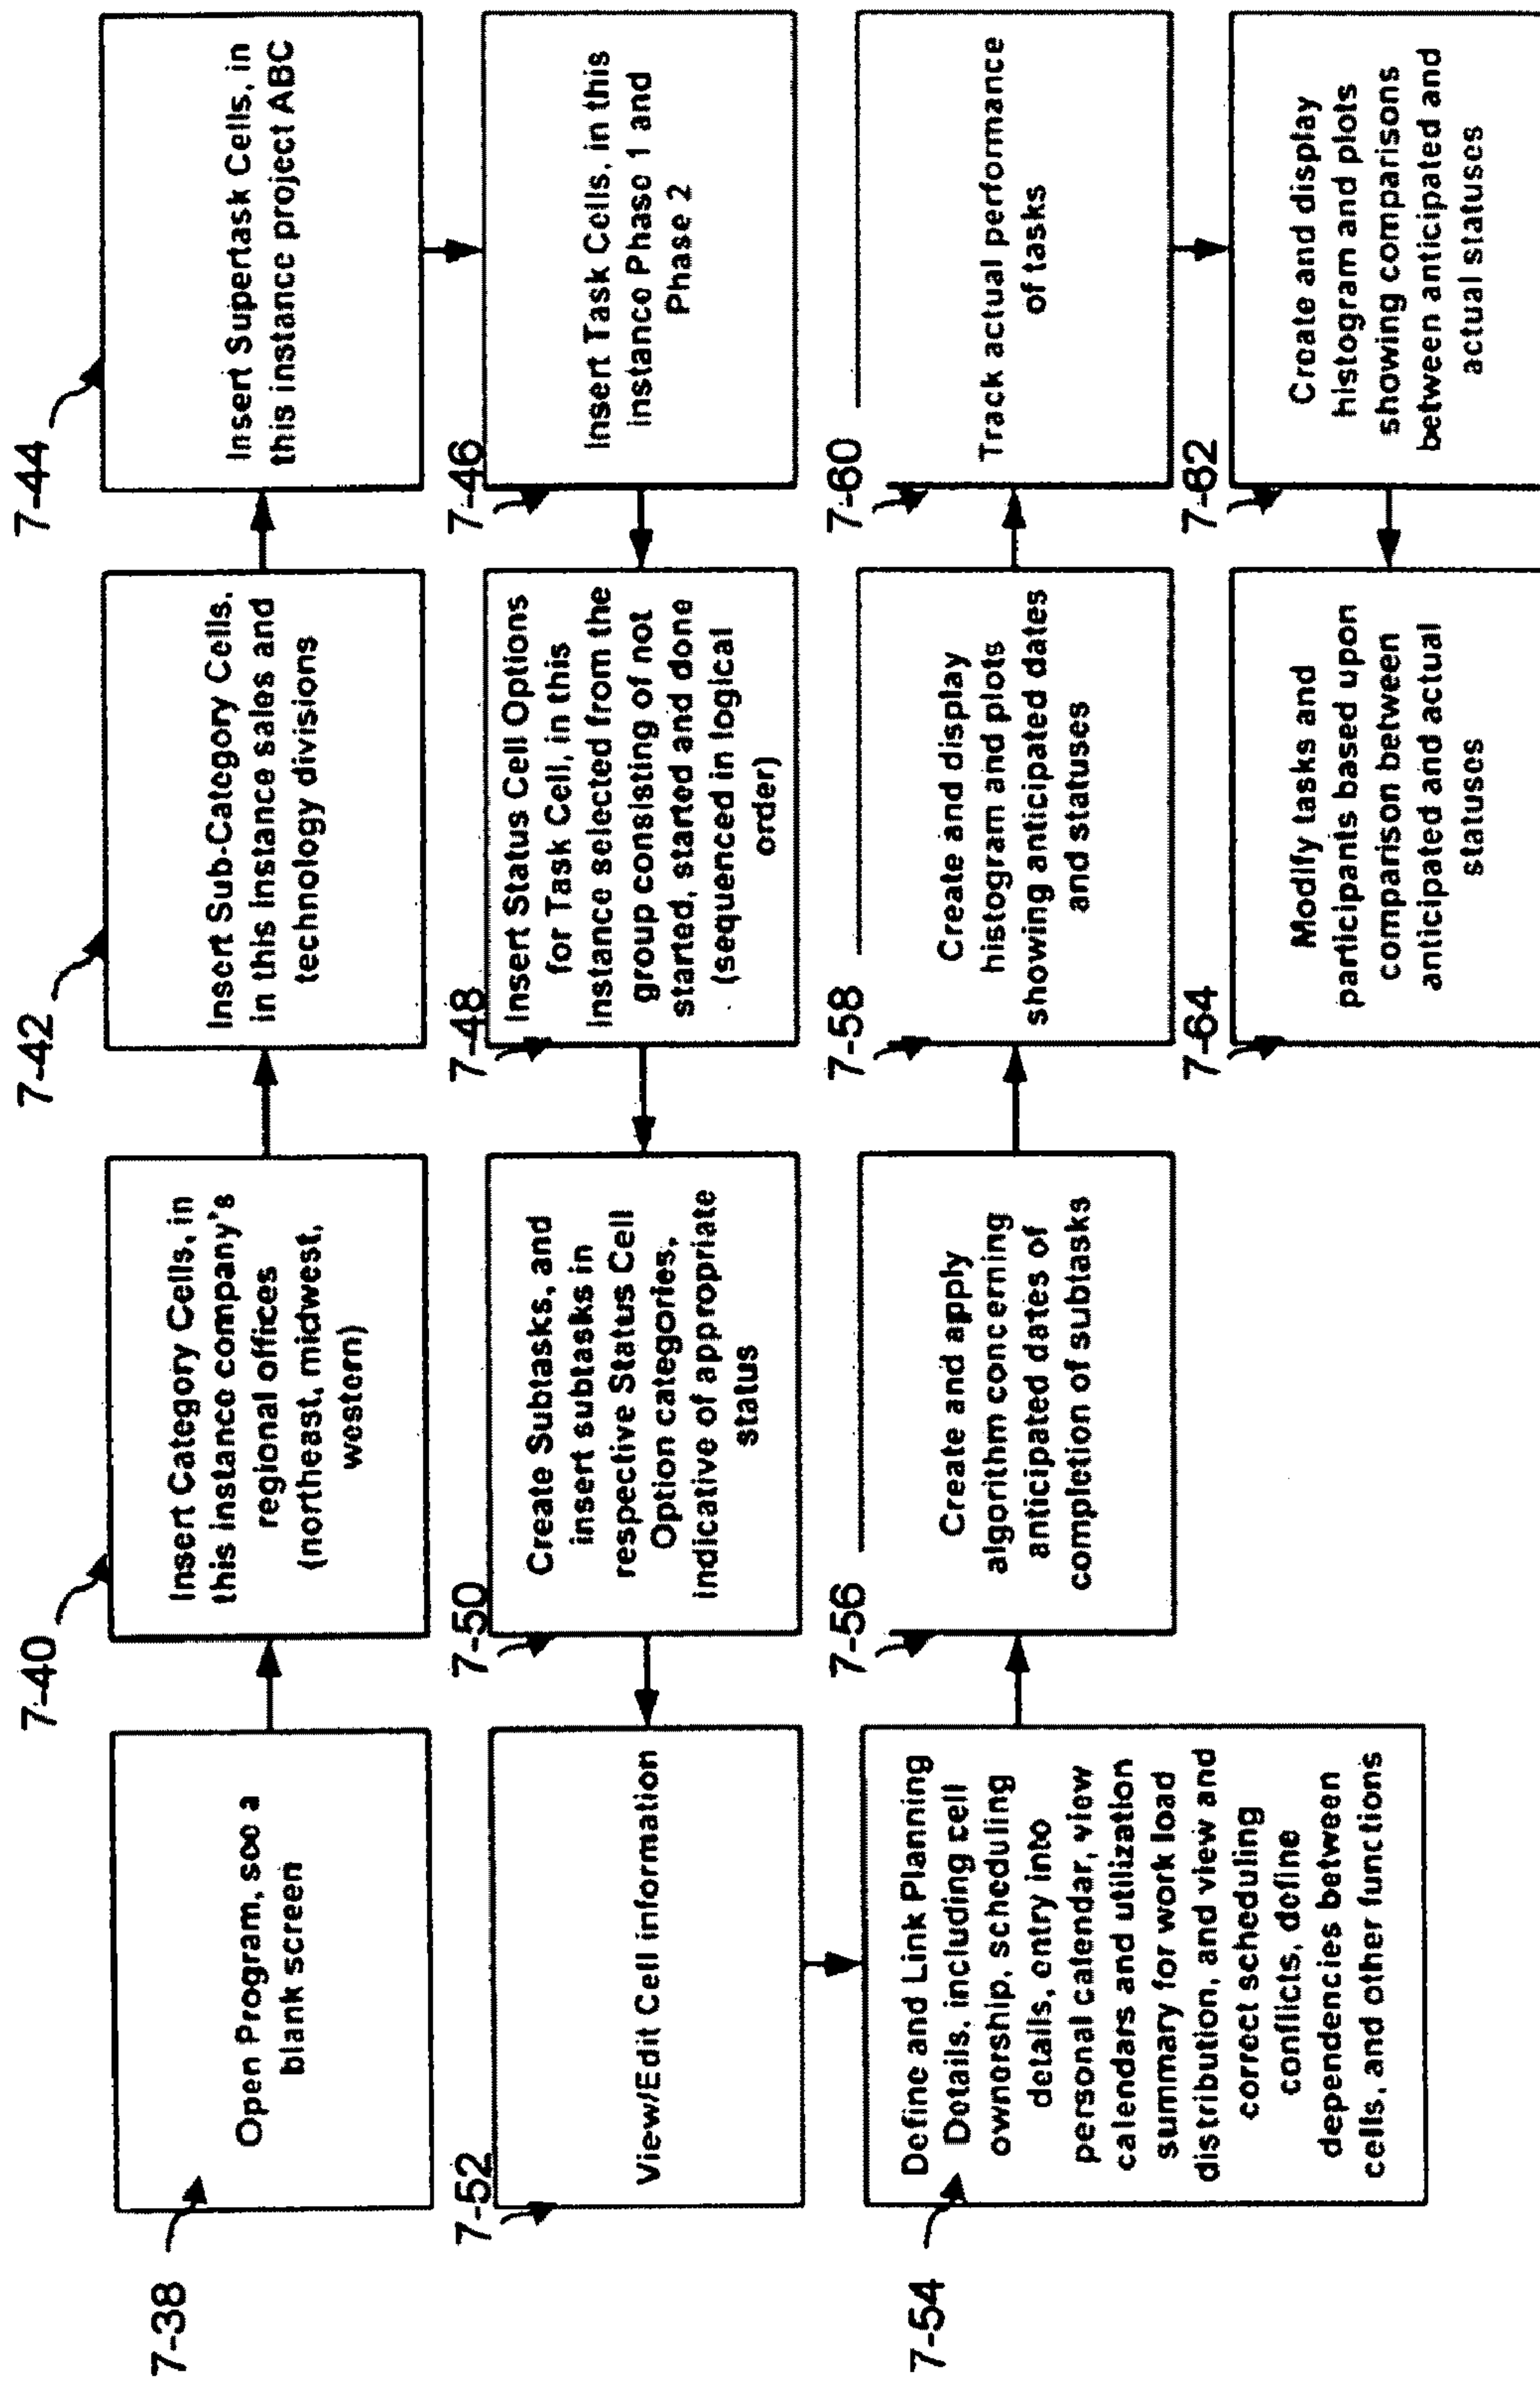 7-38
Open Program, see a
blank screen
7-40
Insert Category Cells, in
this instance company's
regional offices
(northeast, midwest,
western)
7-42
Insert Sub-Category Cells,
in this instance sales and
technology divisions
7-44
Insert Supertask Cells, in
this instance project ABC
7-46
Insert Task Cells, in this
instance Phase 1 and
Phase 2
7-48
Insert Status Cell Options
for Task Cell, in this
instance selected from the
group consisting of not
started, started and done
(sequenced in logical
order)
7-50
Create Subtasks, and
insert subtasks in
respective Status Cell
Option categories,
indicative of appropriate
status
7-52
View/Edit Cell information
7-54
Define and Link Planning
Details, including cell
ownership, scheduling
details, entry into
personal calendar, view
calendars and utilization
summary for work load
distribution, and view and
correct scheduling
conflicts, define
dependencies between
cells, and other functions
7-56
Create and apply
algorithm concerning
anticipated dates of
completion of subtasks
7-58
Create and display
histogram and plots
showing anticipated dates
and statuses
7-60
Track actual performance
of tasks
7-62
Create and display
histogram and plots
showing comparisons
between anticipated and
actual statuses
7-64
Modify tasks and
participants based upon
comparison between
anticipated and actual
statuses